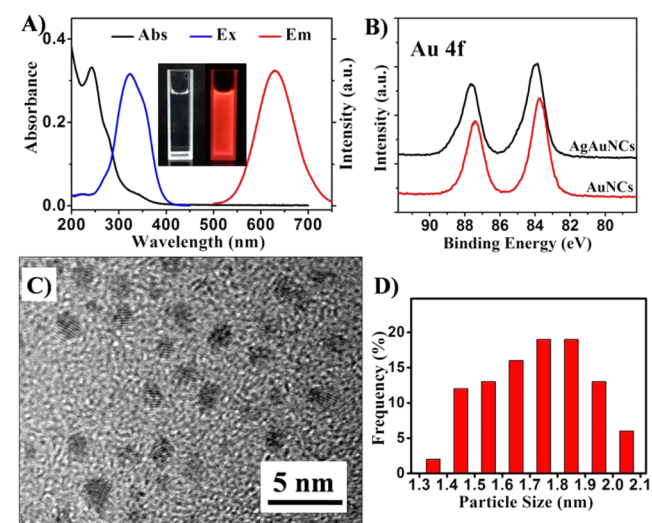 A)
Abs Ex Em
0.4
0.2
0.0
Absorbance
Intensity (a.u.)
200 300 400 500 600 700
Wavelength (nm)
B)
Au 4f
AgAuNCs
AuNCs
Intensity (a.u.)
90 88 86 84 82 80
Binding Energy (eV)
C)
5 nm
D)
20
15
10
5
0
Frequency (%)
1.3 1.4 1.5 1.6 1.7 1.8 1.9 2.0 2.1
Particle Size (nm)